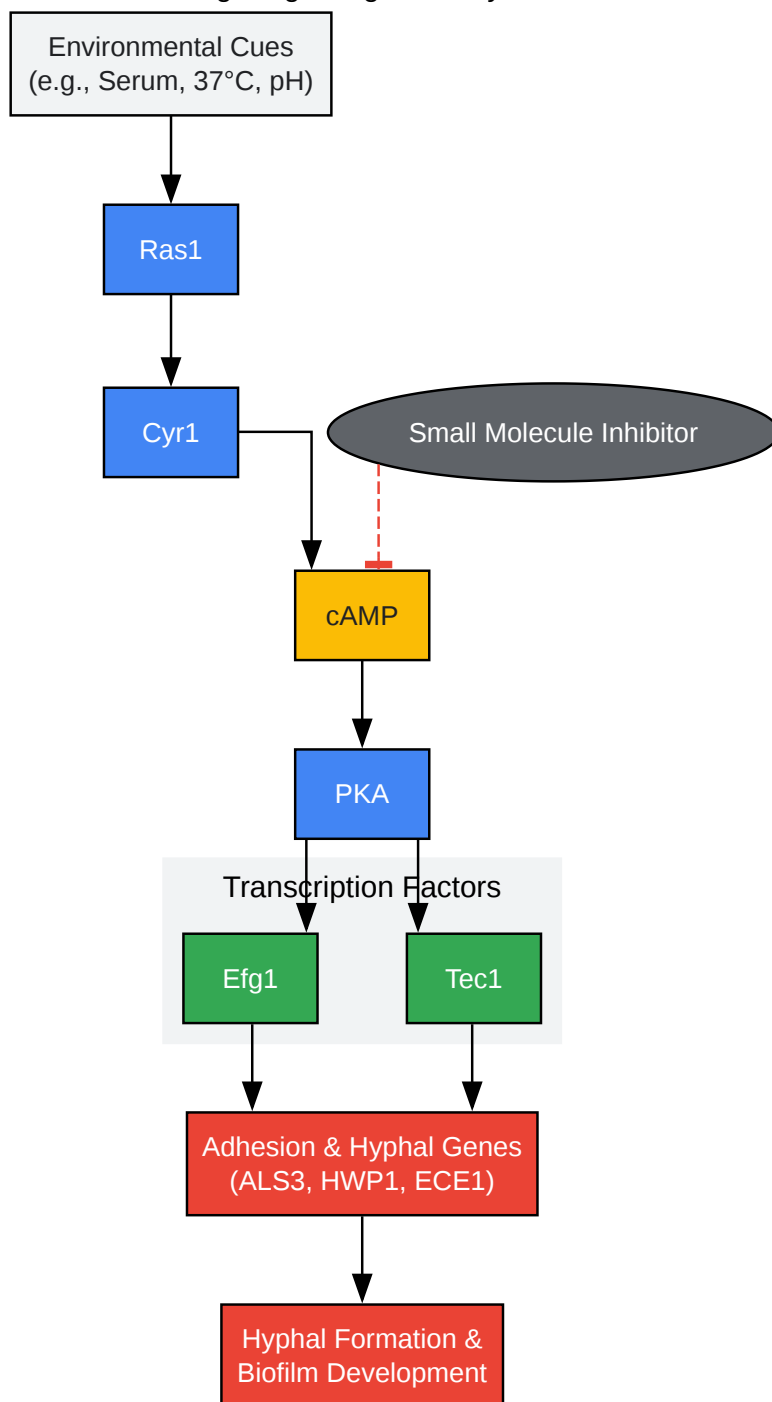 Environmental Cues
(e.g., Serum, 37°C, pH)
Ras1
Cyr1
Small Molecule Inhibitor
cAMP
PKA
Transcription Factors
Efg1
Tec1
Adhesion & Hyphal Genes
(ALS3, HWP1, ECE1)
Hyphal Formation &
Biofilm Development